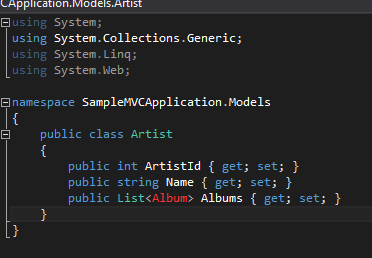 CApplication.Models.Artist
using System;
using System.Collections.Generic;
using System.Linq;
using System.Web;
namespace SampleMVCApplication.Models
{
public class Artist
{
public int ArtistId { get; set; }
public string Name { get; set; }
public List<Album> Albums { get; set; }
}
}